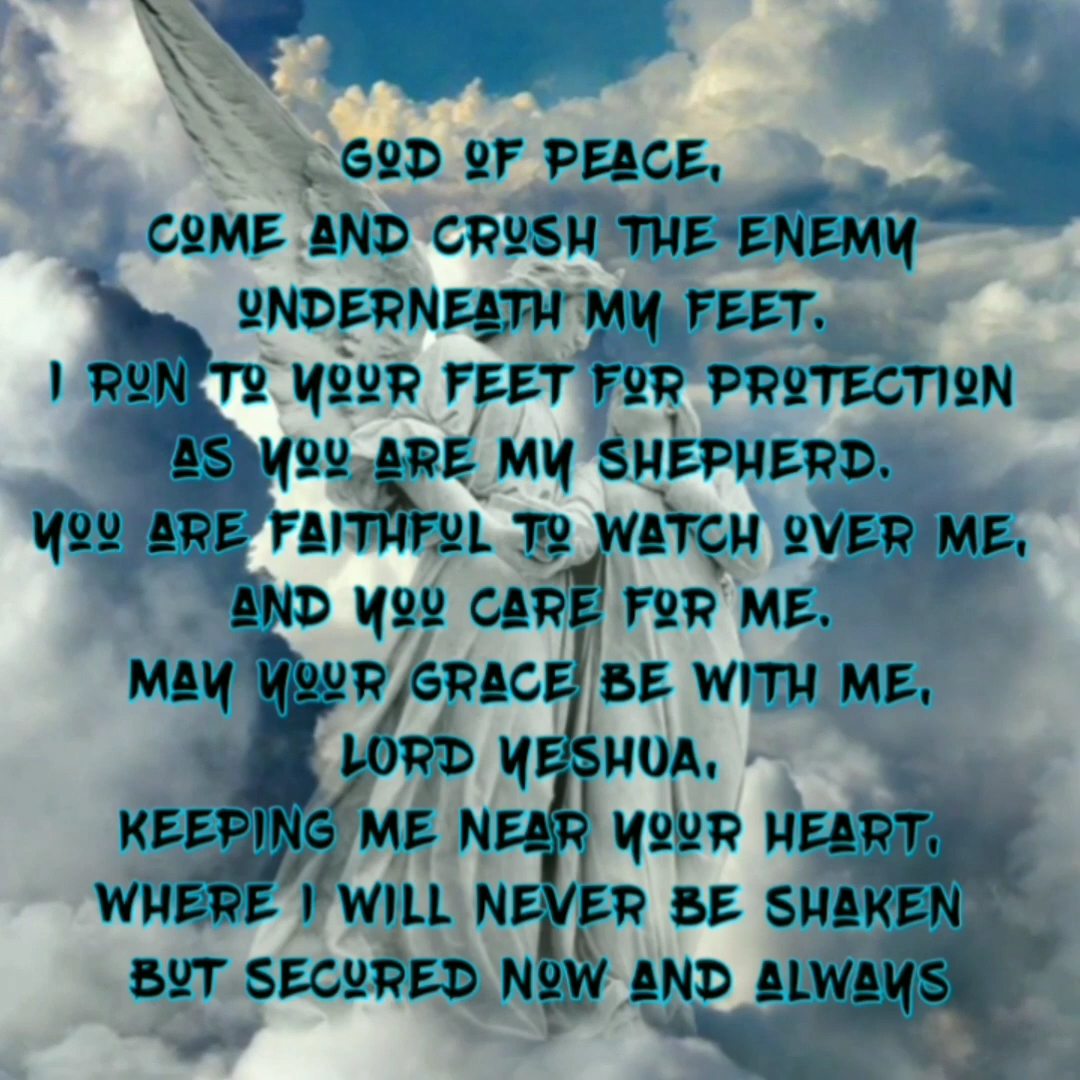 GOD OF PEACE,
COME AND CRUSH THE ENEMY
UNDERNEATH MY FEET.
I RUN TO YOUR FEET FOR PROTECTION
AS YOU ARE MY SHEPHERD.
YOU ARE FAITHFUL TO WATCH OVER ME,
AND YOU CARE FOR ME.
MAY YOUR GRACE BE WITH ME,
LORD YESHUA,
KEEPING ME NEAR YOUR HEART,
WHERE I WILL NEVER BE SHAKEN
BUT SECURED NOW AND ALWAYS